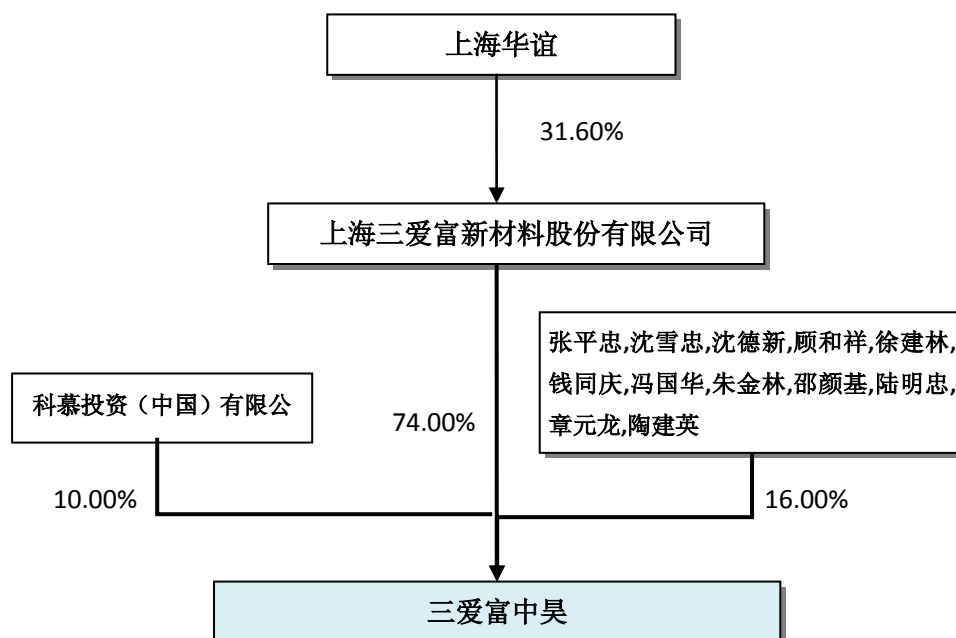 上海华谊
31.60%
上海三爱富新材料股份有限公司
张平忠,沈雪忠,沈德新,顾和祥,徐建林,
钱同庆,冯国华,朱金林,邵颜基,陆明忠,
章元龙,陶建英
科慕投资（中国）有限公
74.00%
10.00%
16.00%
三爱富中昊